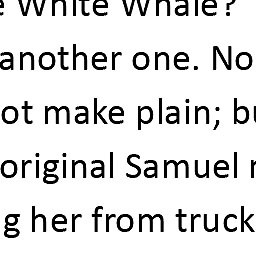 e White Whale?
another one. No
ot make plain; bu
original Samuel
g her from truck